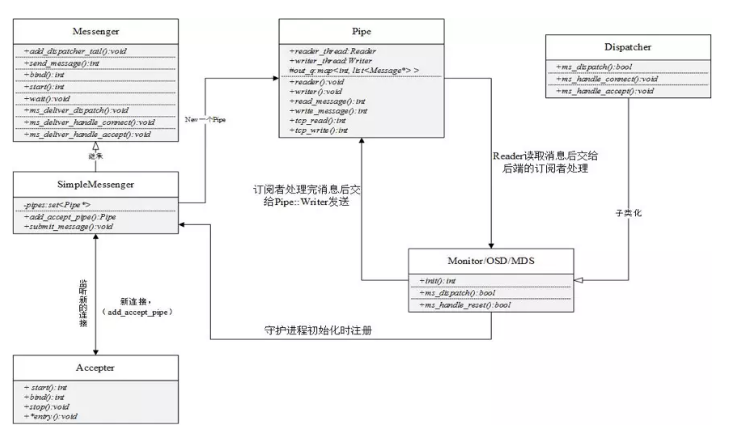 Messenger
+add_dispatcher_tail():void
+send_message():int
+bind():int
+start():int
+wait():void
+ms_deliver_dispatch():void
+ms_deliver_handle_connect():void
+ms_deliver_handle_accept():void
继承
SimpleMessenger
-pipes:set<Pipe*>
+add_accept_pipe():Pipe
+submit_message():void
监听新的连接
新连接，
（add_accept_pipe）
Accepter
+ start():int
+bind():int
+stop():void
+*entry():void
New一个Pipe
Pipe
+reader_thread:Reader
+writer_thread:Writer
*out_q:map<int, list<Message*> >
+reader():void
+writer():void
+read_message():int
+write_message():int
+tcp_read():int
+tcp_write():int
订阅者处理完消息后交
给Pipe::Writer发送
Reader读取消息后交给
后端的订阅者处理
Dispatcher
+ms_dispatch():bool
+ms_handle_connect():void
+ms_handle_accept():void
子类化
Monitor/OSD/MDS
+init():int
+ms_dispatch():bool
+ms_handle_reset():bool
守护进程初始化时注册